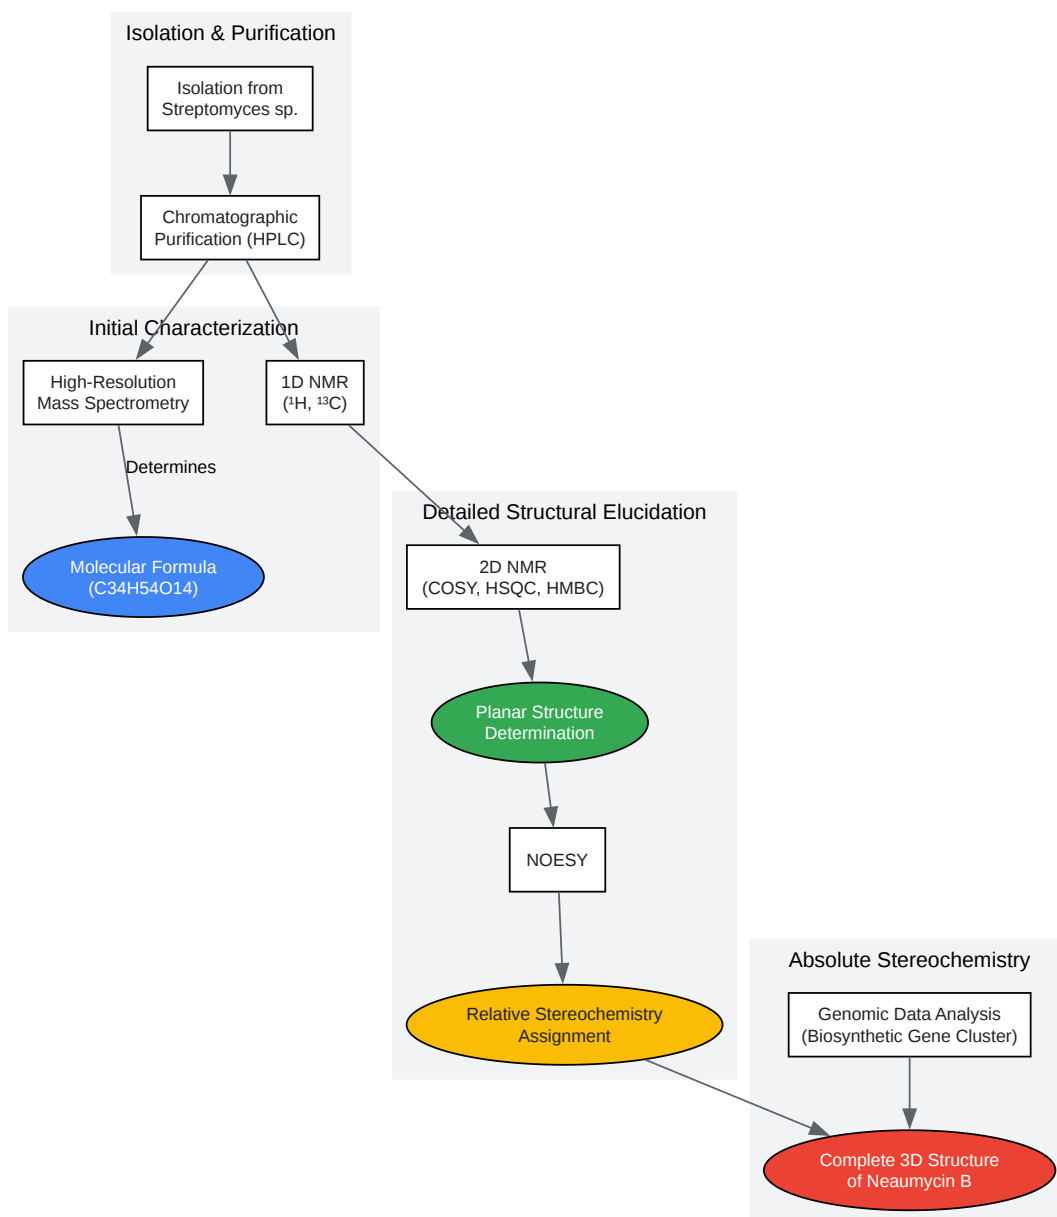 Isolation & Purification
Isolation from
Streptomyces sp.
Chromatographic
Purification (HPLC)
Initial Characterization
High-Resolution
Mass Spectrometry
1D NMR
(¹H, ¹³C)
Determines
Molecular Formula
(C34H54O14)
Detailed Structural Elucidation
2D NMR
(COSY, HSQC, HMBC)
Planar Structure
Determination
NOESY
Relative Stereochemistry
Assignment
Absolute Stereochemistry
Genomic Data Analysis
(Biosynthetic Gene Cluster)
Complete 3D Structure
of Neaumycin B